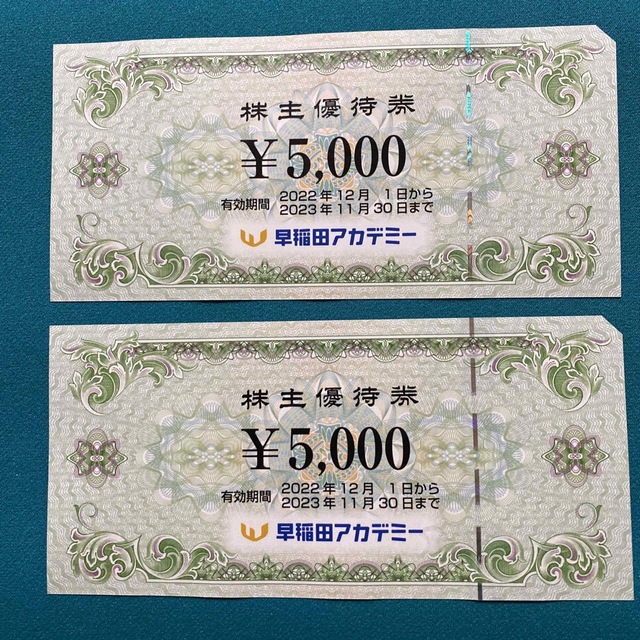 株主優待券
¥5,000
有効期間 2022年12月 1日から
2023年11月30日まで
早稲田アカデミー
株主優待券
¥5,000
有効期間 2022年12月 1日から
2023年11月30日まで
早稲田アカデミー